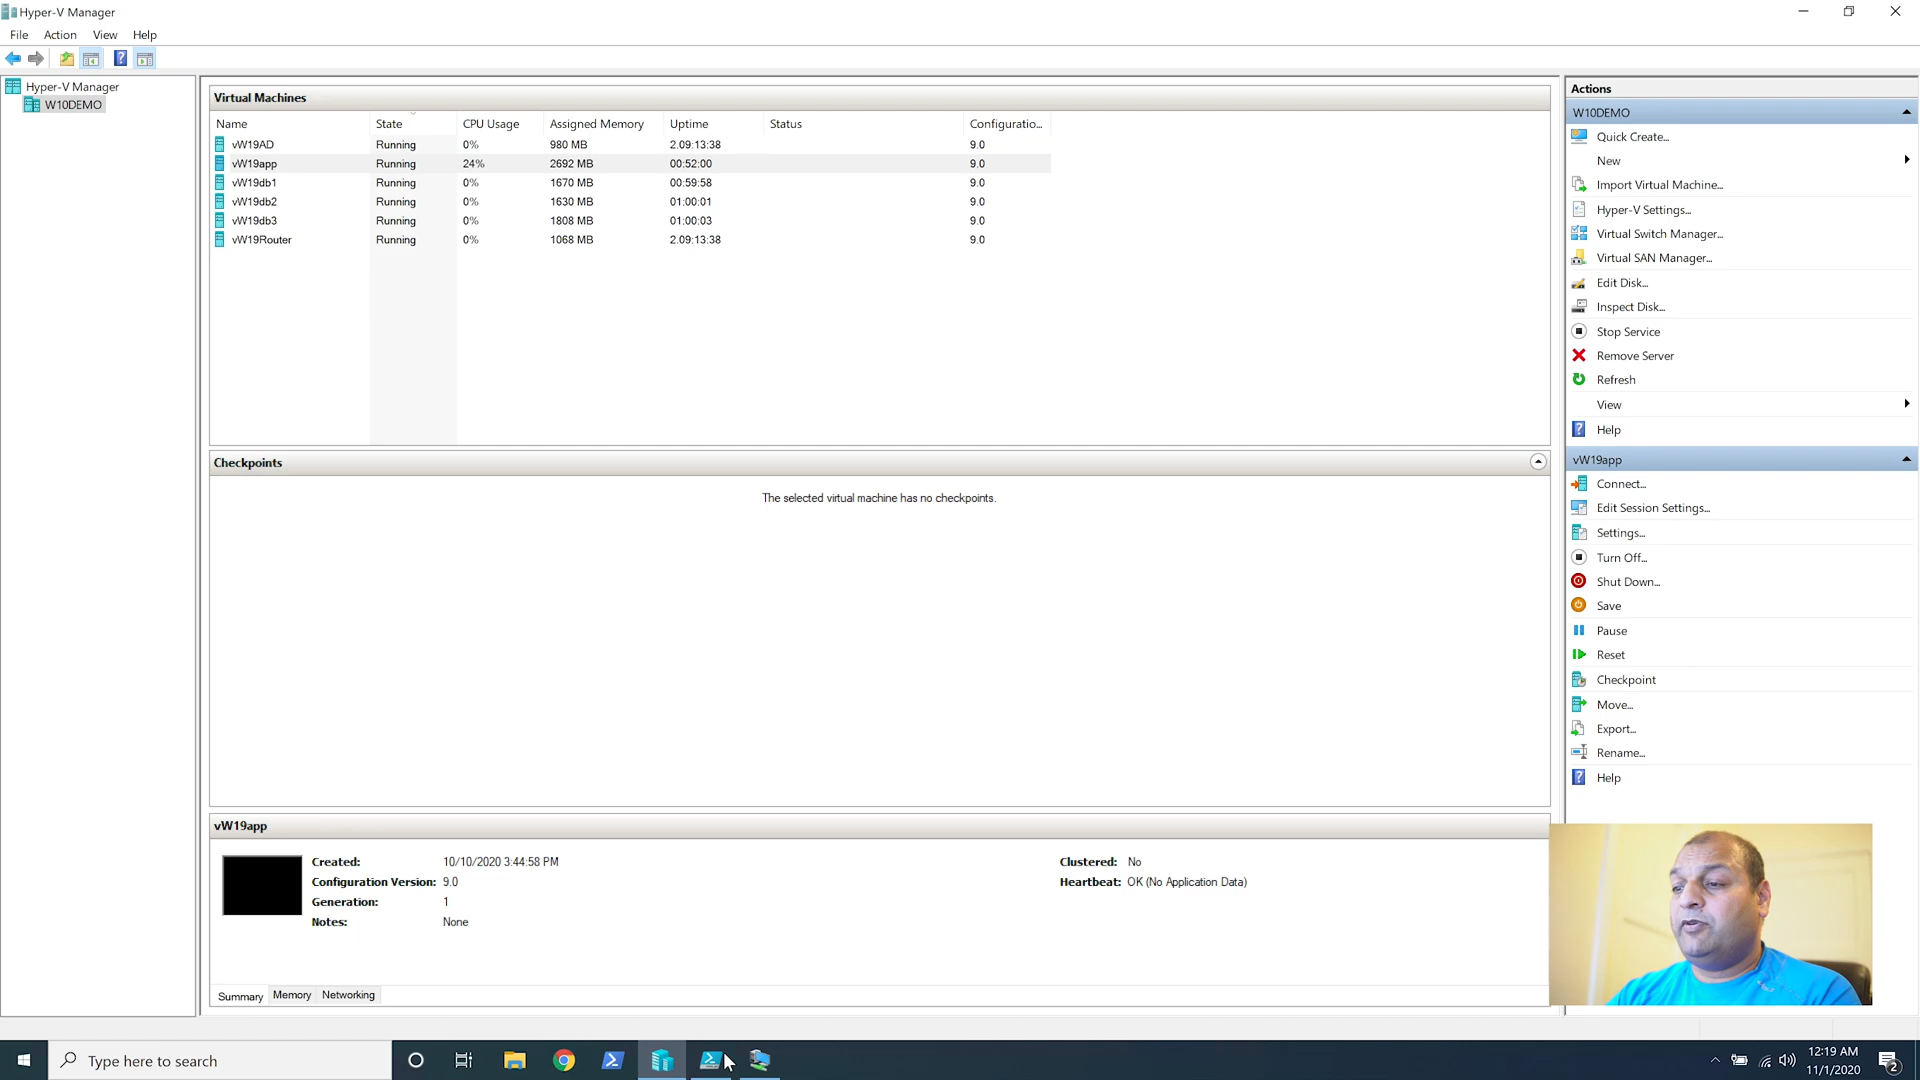 Hyper-V Manager
File Action View Help
Hyper-V Manager
W10DEMO
Virtual Machines
Name State CPU Usage Assigned Memory Uptime Status Configuratio...
vW19AD Running 0% 980 MB 2.09:13:38 9.0
vW19app Running 24% 2692 MB 00:52:00 9.0
vW19db1 Running 0% 1670 MB 00:59:58 9.0
vW19db2 Running 0% 1630 MB 01:00:01 9.0
vW19db3 Running 0% 1808 MB 01:00:03 9.0
vW19Router Running 0% 1068 MB 2.09:13:38 9.0
Checkpoints
The selected virtual machine has no checkpoints.
vW19app
Created: 10/10/2020 3:44:58 PM Clustered: No
Configuration Version: 9.0 Heartbeat: OK (No Application Data)
Generation: 1
Notes: None
Summary Memory Networking
Actions
W10DEMO
Quick Create...
New
Import Virtual Machine...
Hyper-V Settings...
Virtual Switch Manager...
Virtual SAN Manager...
Edit Disk...
Inspect Disk...
Stop Service
Remove Server
Refresh
View
Help
vW19app
Connect...
Edit Session Settings...
Settings...
Turn Off...
Shut Down...
Save
Pause
Reset
Checkpoint
Move...
Export...
Rename...
Help
Type here to search
12:19 AM
11/1/2020
2